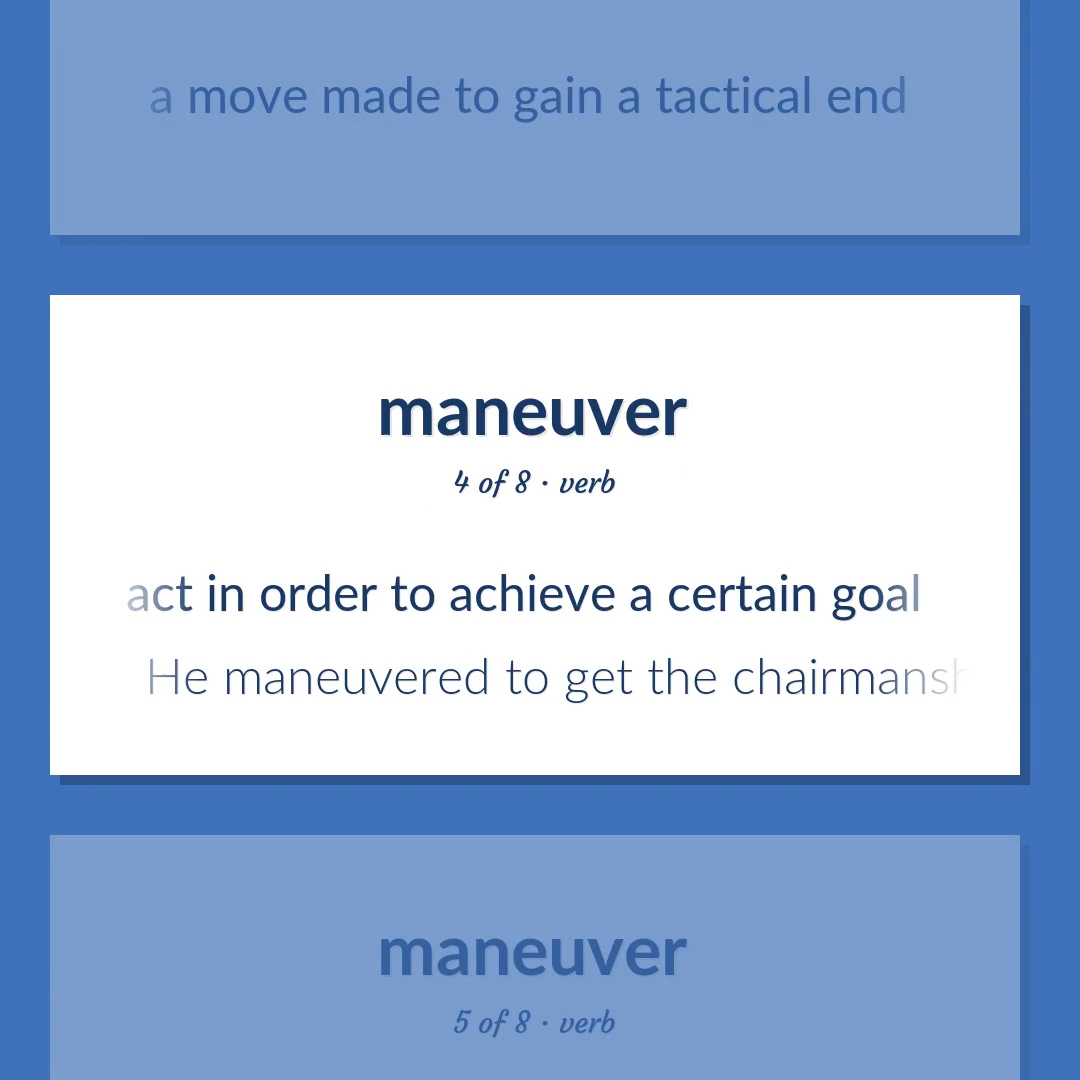 a move made to gain a tactical end
maneuver
4 of 8 · verb
act in order to achieve a certain goal
He maneuvered to get the
maneuver
5 of 8 · verb